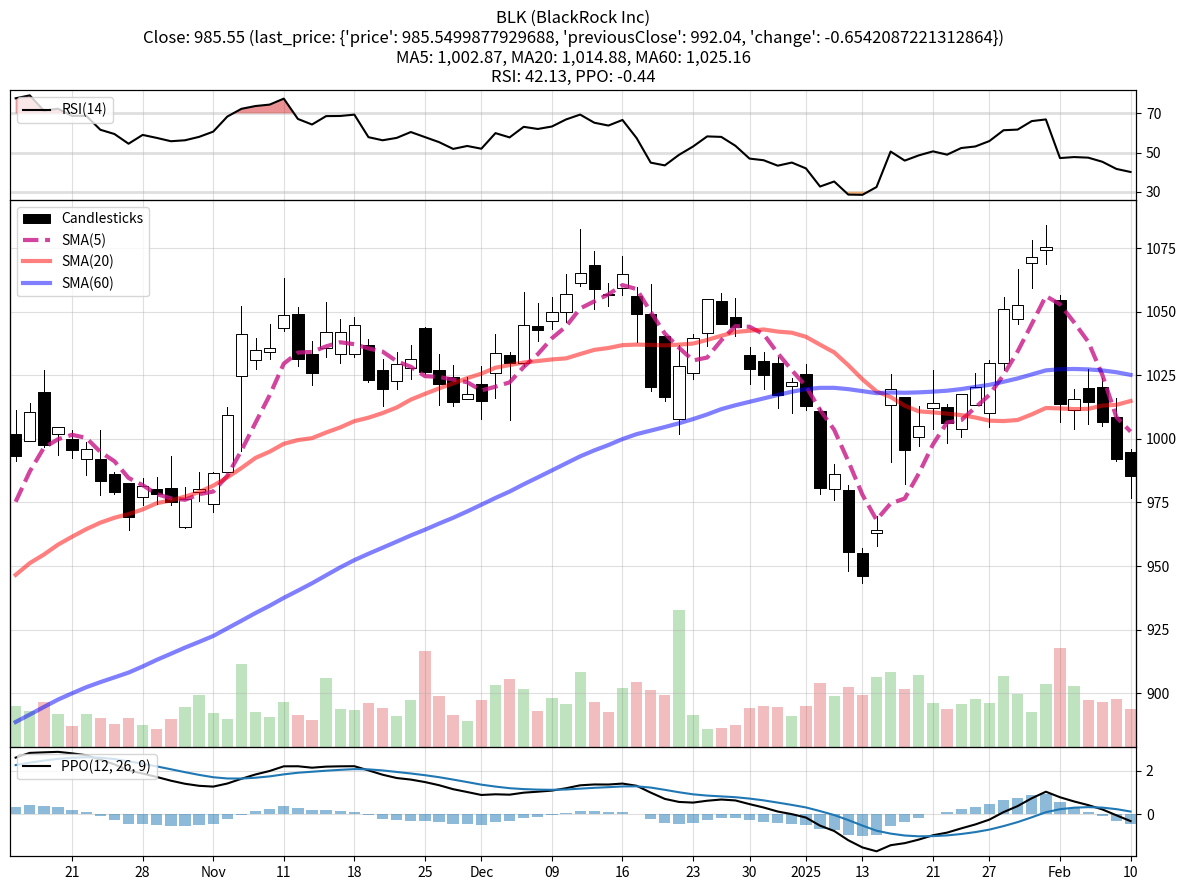 BLK (BlackRock Inc)
Close: 985.55 (last_price: {'price': 985.5499877929688, 'previousClose': 992.04, 'change': -0.6542087221312864})
MA5: 1,002.87, MA20: 1,014.88, MA60: 1,025.16
RSI: 42.13, PPO: -0.44
RSI(14)
70
50
30
Candlesticks
SMA(5)
SMA(20)
SMA(60)
1075
1050
1025
1000
975
950
925
900
PPO(12, 26, 9)
2
0
21 28 Nov 11 18 25 Dec 09 16 23 30 2025 13 21 27 Feb 10